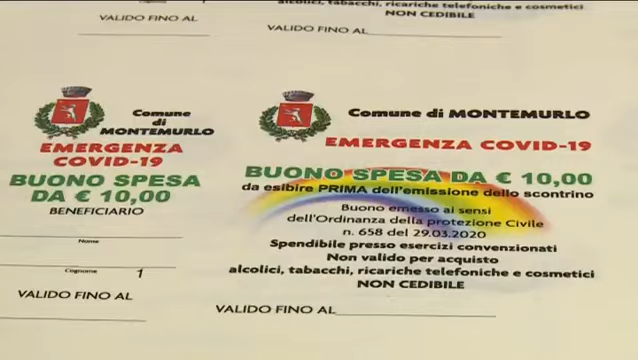 VALIDO FINO AL
alcolici, tabacchi, ricariche telefoniche e cosmetici
NON CEDIBILE
VALIDO FINO AL
Comune
di
MONTEMURLO
EMERGENZA
COVID-19
BUONO SPESA
DA € 10,00
BENEFICIARIO
Nome
Cognome
1
VALIDO FINO AL
Comune di MONTEMURLO
EMERGENZA COVID-19
BUONO SPESA DA € 10,00
da esibire PRIMA dell'emissione dello scontrino
Buono emesso ai sensi
dell'Ordinanza della protezione Civile
n. 658 del 29.03.2020
Spendibile presso esercizi convenzionati
Non valido per acquisto
alcolici, tabacchi, ricariche telefoniche e cosmetici
NON CEDIBILE
VALIDO FINO AL